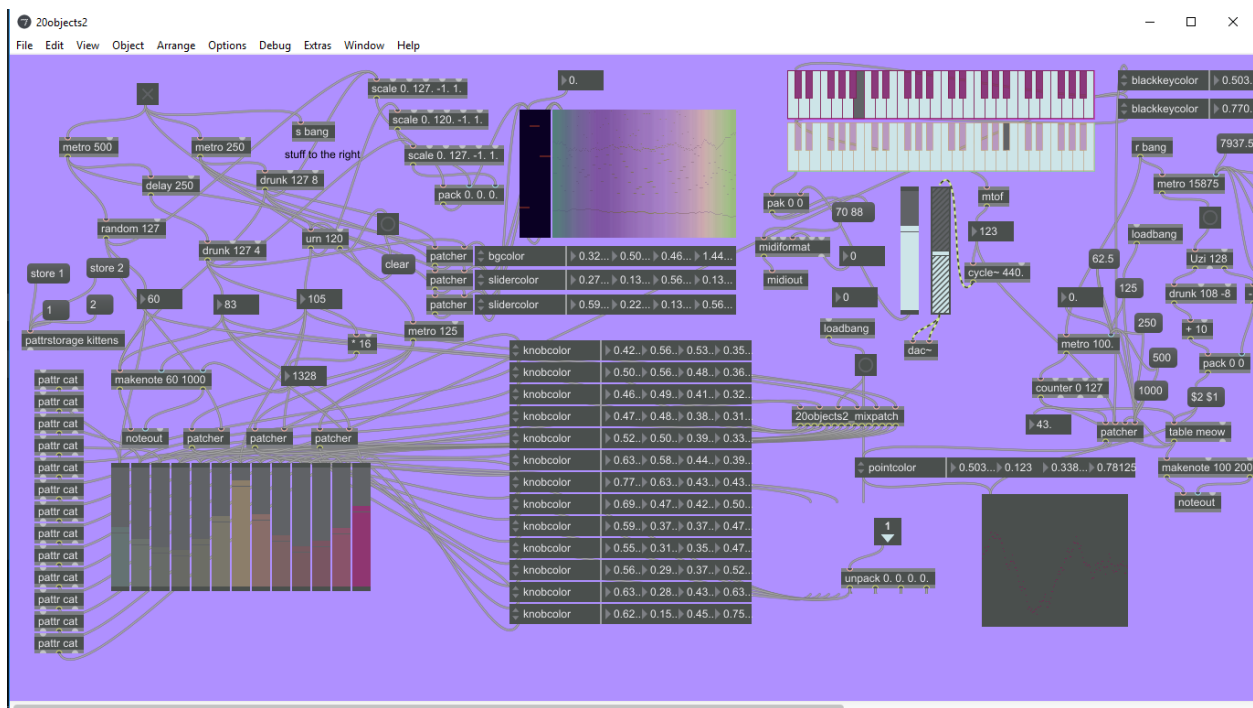 20objects2
File Edit View Object Arrange Options Debug Extras Window Help
scale 0. 127. -1. 1.
0.
blackkeycolor 0.503.
scale 0. 120. -1. 1.
blackkeycolor 0.770.
s bang
metro 500
metro 250
stuff to the right
scale 0. 127. -1. 1.
r bang
7937.5
delay 250
drunk 127 8
pack 0. 0. 0.
metro 15875
pak 0 0
70 88
mtof
random 127
drunk 127 4
urn 120
clear
midiformat
123
loadbang
patcher bgcolor 0.32... 0.50... 0.46... 1.44...
0
midiout
cycle~ 440.
62.5
Uzi 128
store 1
store 2
patcher slidercolor 0.27... 0.13... 0.56... 0.13...
125
drunk 108 -8
1
2
60
83
105
patcher slidercolor 0.59... 0.22... 0.13... 0.56...
0
0.
pattrstorage kittens
metro 125
loadbang
250
+ 10
* 16
dac~
metro 100.
knobcolor 0.42.. 0.56.. 0.53.. 0.35..
500
pack 0 0
pattr cat
makenote 60 1000
1328
knobcolor 0.50.. 0.56.. 0.48.. 0.36..
counter 0 127
1000
$2 $1
pattr cat
knobcolor 0.46.. 0.49.. 0.41.. 0.32..
pattr cat
knobcolor 0.47.. 0.48.. 0.38.. 0.31..
20objects2_mixpatch
43.
pattr cat
noteout
patcher
patcher
patcher
knobcolor 0.52.. 0.50.. 0.39.. 0.33..
patcher
table meow
pattr cat
knobcolor 0.63.. 0.58.. 0.44.. 0.39..
pointcolor 0.503... 0.123 0.338... 0.78125
makenote 100 200
pattr cat
knobcolor 0.77.. 0.63.. 0.43.. 0.43..
pattr cat
knobcolor 0.69.. 0.47.. 0.42.. 0.50..
noteout
pattr cat
knobcolor 0.59.. 0.37.. 0.37.. 0.47..
1
pattr cat
knobcolor 0.55.. 0.31.. 0.35.. 0.47..
pattr cat
knobcolor 0.56.. 0.29.. 0.37.. 0.52..
unpack 0. 0. 0. 0.
pattr cat
knobcolor 0.63.. 0.28.. 0.43.. 0.63..
pattr cat
knobcolor 0.62.. 0.15.. 0.45.. 0.75..
pattr cat